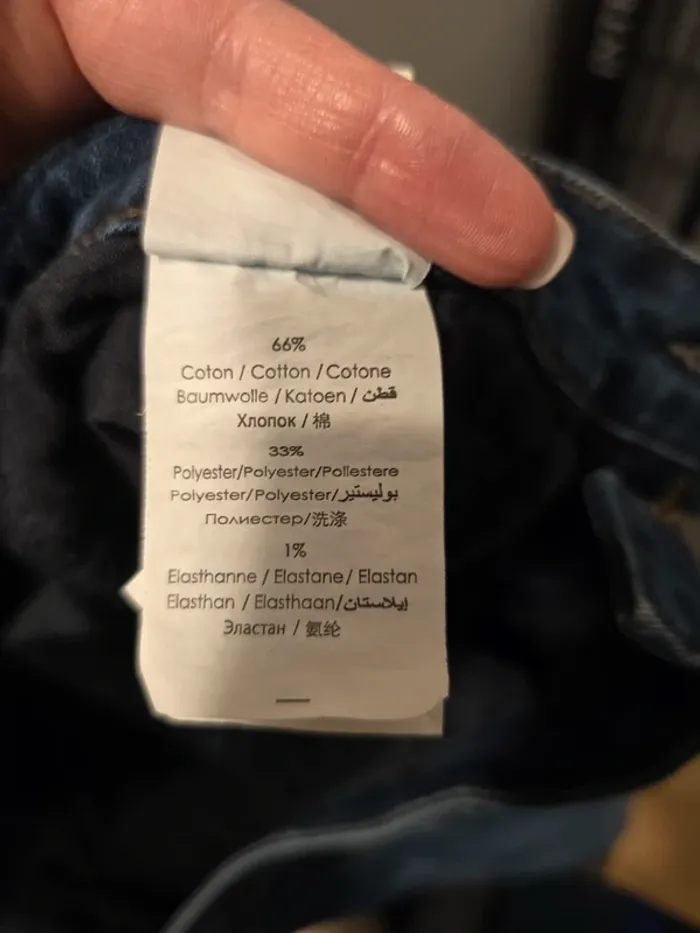 66%
Coton / Cotton / Cotone
Baumwolle / Katoen / قطن
Хлопок / 棉
33%
Polyester/Polyester/Poliestere
Polyester/Polyester/بوليستير
Полиестер/洗涤
1%
Elasthanne / Elastane / Elastan
Elasthan / Elasthaan/إيلاستان
Эластан / 氨纶